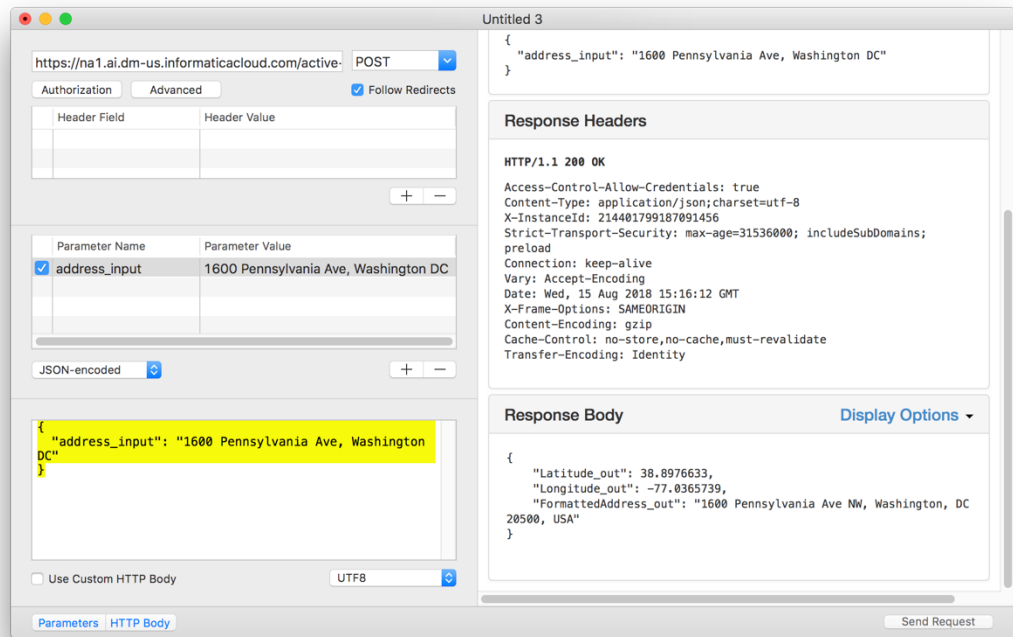 Untitled 3
https://na1.ai.dm-us.informaticacloud.com/active- POST
Authorization Advanced Follow Redirects
Header Field Header Value
+ −
Parameter Name Parameter Value
address_input 1600 Pennsylvania Ave, Washington DC
JSON-encoded + −
{
"address_input": "1600 Pennsylvania Ave, Washington
DC"
}
Use Custom HTTP Body UTF8
Parameters HTTP Body
{
"address_input": "1600 Pennsylvania Ave, Washington DC"
}
Response Headers
HTTP/1.1 200 OK
Access-Control-Allow-Credentials: true
Content-Type: application/json;charset=utf-8
X-InstanceId: 214401799187091456
Strict-Transport-Security: max-age=31536000; includeSubDomains;
preload
Connection: keep-alive
Vary: Accept-Encoding
Date: Wed, 15 Aug 2018 15:16:12 GMT
X-Frame-Options: SAMEORIGIN
Content-Encoding: gzip
Cache-Control: no-store,no-cache,must-revalidate
Transfer-Encoding: Identity
Response Body Display Options
{
"Latitude_out": 38.8976633,
"Longitude_out": -77.0365739,
"FormattedAddress_out": "1600 Pennsylvania Ave NW, Washington, DC
20500, USA"
}
Send Request